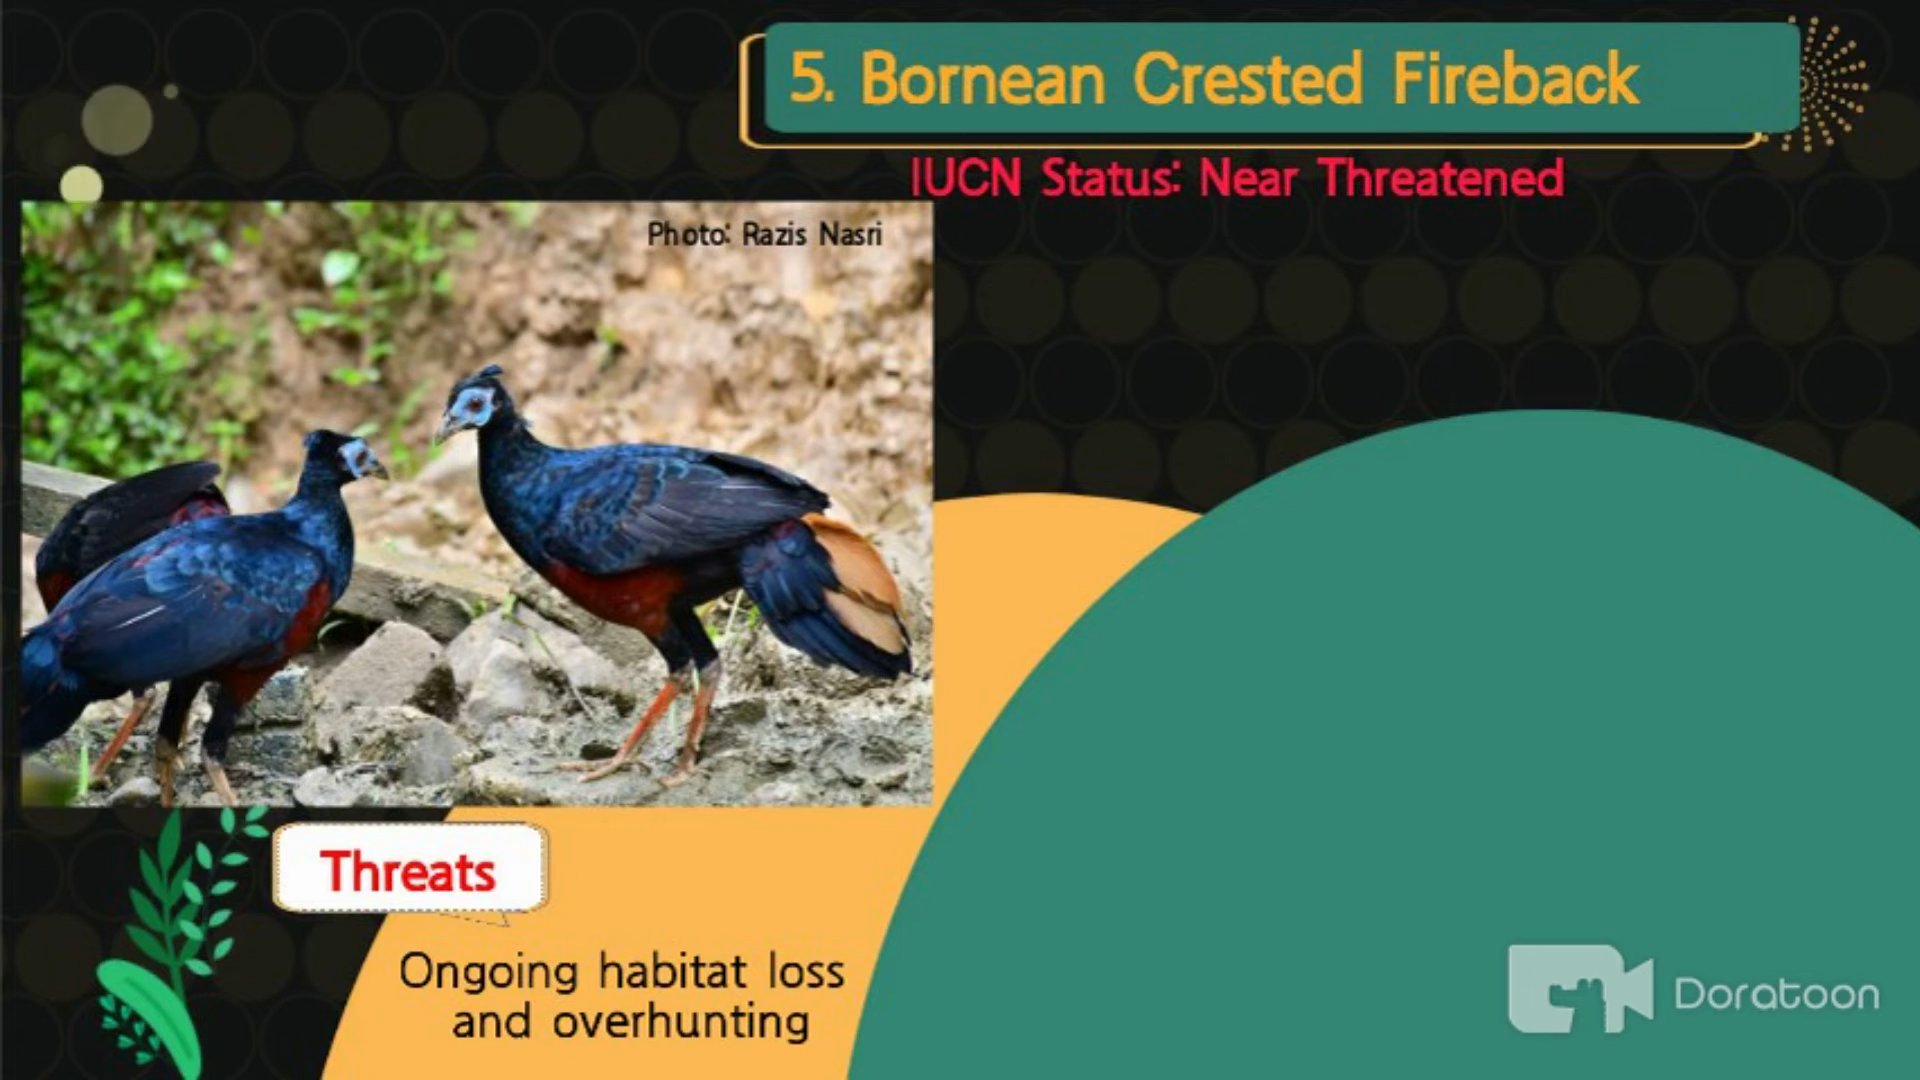 5. Bornean Crested Fireback
IUCN Status: Near Threatened
Photo: Razis Nasri
Threats
Ongoing habitat loss
and overhunting
Doratoon